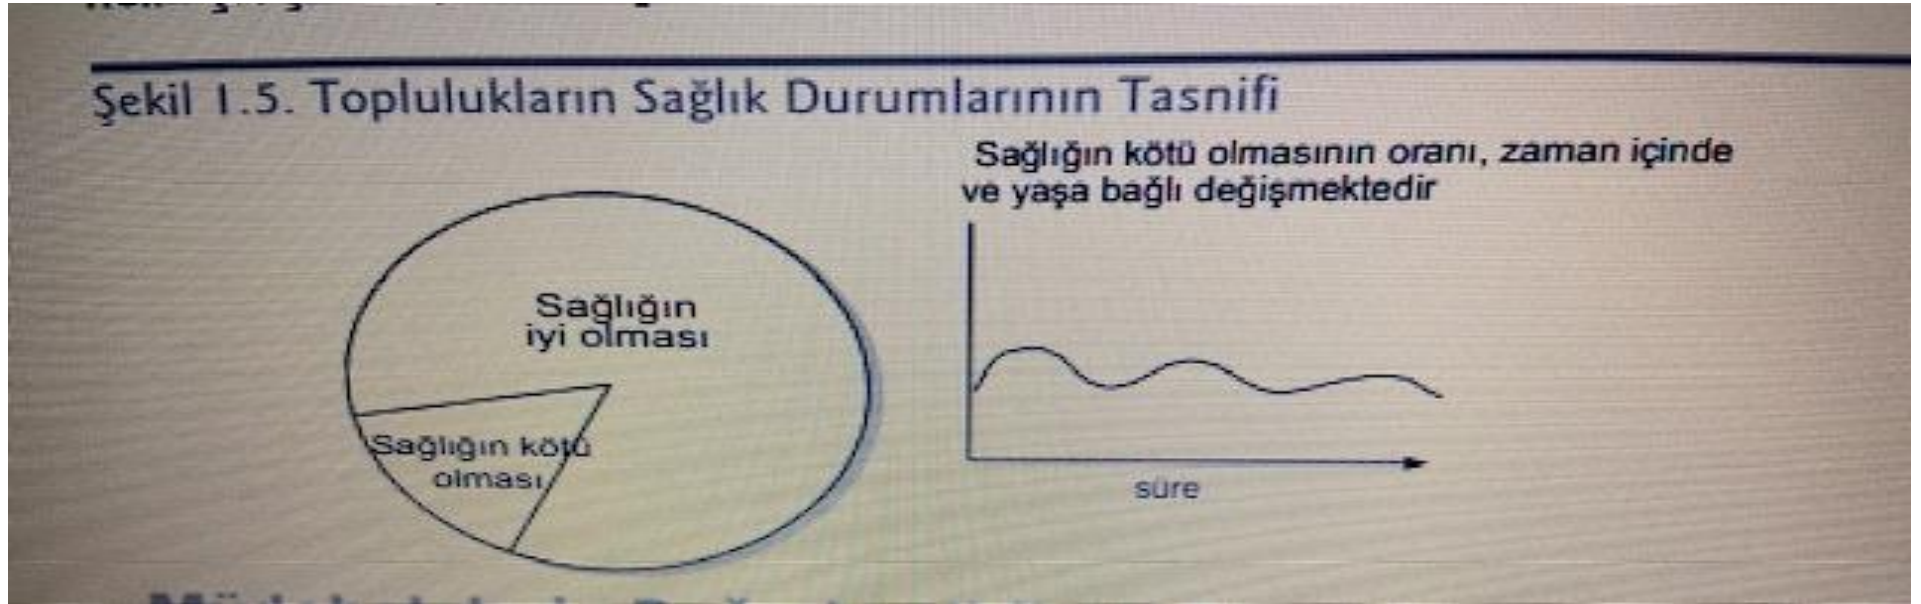 Şekil 1.5. Toplulukların Sağlık Durumlarının Tasnifi
Sağlığın kötü olmasının oranı, zaman içinde
ve yaşa bağlı değişmektedir
Sağlığın
iyi olması
Sağlığın kötü
olması
süre